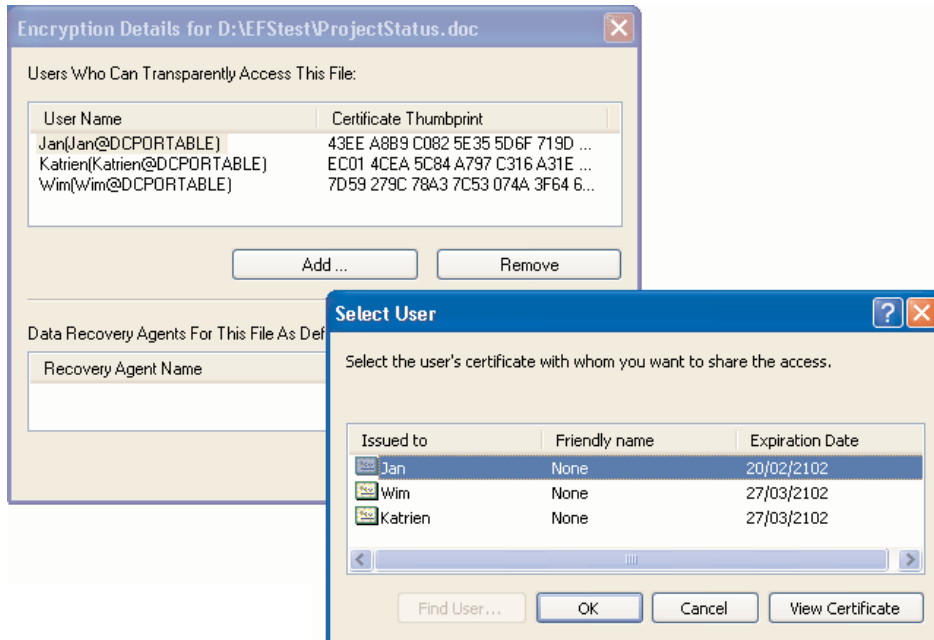 Encryption Details for D:\EFStest\ProjectStatus.doc
Users Who Can Transparently Access This File:
User Name Certificate Thumbprint
Jan(Jan@DCPORTABLE) 43EE A8B9 C082 5E35 5D6F 719D ...
Katrien(Katrien@DCPORTABLE) EC01 4CEA 5C84 A797 C316 A31E ...
Wim(Wim@DCPORTABLE) 7D59 279C 78A3 7C53 074A 3F64 6...
Add ... Remove
Data Recovery Agents For This File As Def
Recovery Agent Name
Select User
Select the user's certificate with whom you want to share the access.
Issued to Friendly name Expiration Date
Jan None 20/02/2102
Wim None 27/03/2102
Katrien None 27/03/2102
Find User... OK Cancel View Certificate